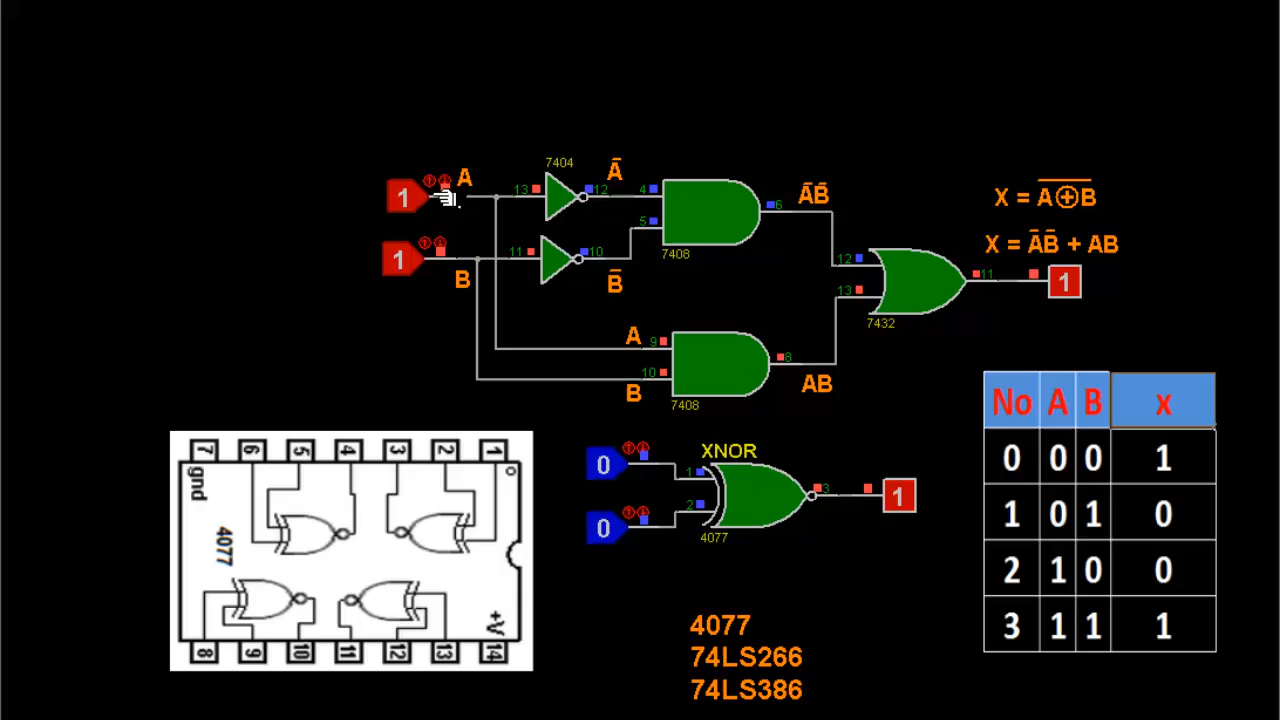 7404
1 A 13 12 Ā 4 6 ĀB̄
5
7408
1 B 11 10 B̄
X = \overline{A⊕B}
X = ĀB̄ + AB
12 11 1
13
7432
A 9 8 AB
B 10
7408
No A B x
0 0 0 1
1 0 1 0
2 1 0 0
3 1 1 1
7 6 5 4 3 2 1
gnd
4077
+V
8 9 10 11 12 13 14
XNOR
0 1 3 1
0 2
4077
4077
74LS266
74LS386